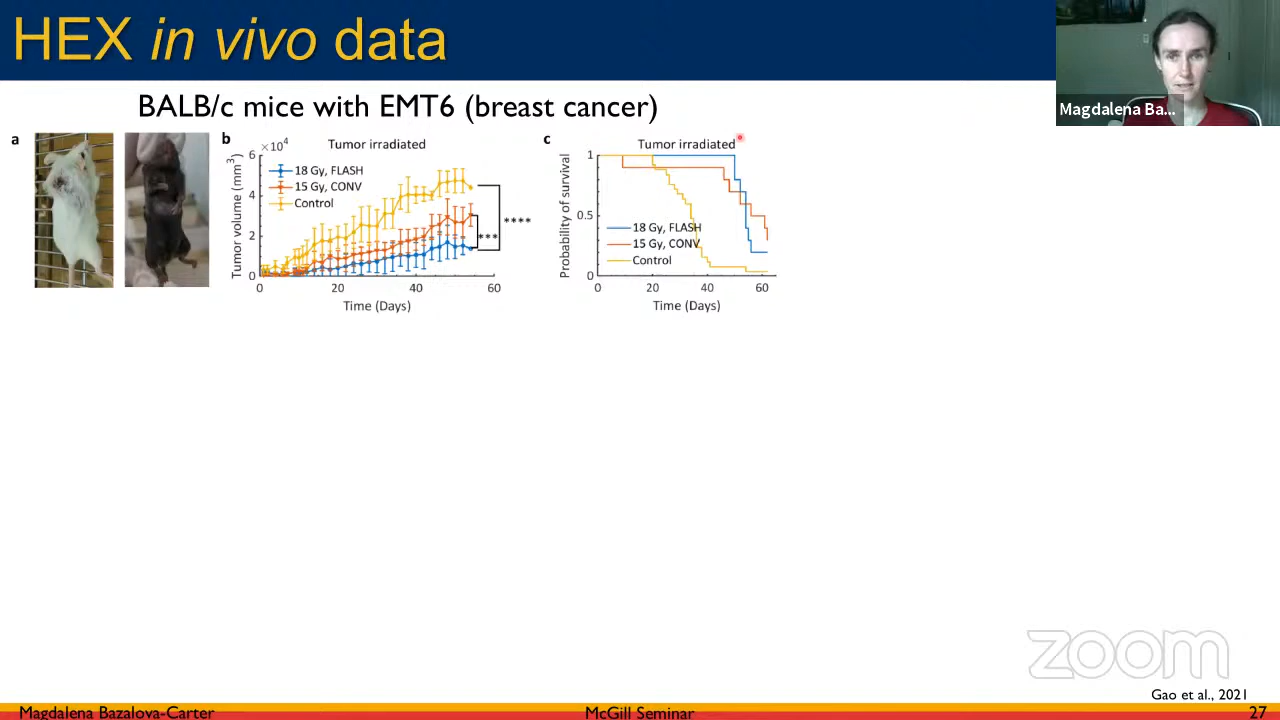 HEX in vivo data
Magdalena Ba...
BALB/c mice with EMT6 (breast cancer)
a
b
×10⁴
Tumor irradiated
6
4
2
0
Tumor volume (mm³)
18 Gy, FLASH
15 Gy, CONV
Control
****
***
0 20 40 60
Time (Days)
c
Tumor irradiated
1
0.5
0
Probability of survival
18 Gy, FLASH
15 Gy, CONV
Control
0 20 40 60
Time (Days)
zoom
Gao et al., 2021
Magdalena Bazalova-Carter
McGill Seminar
27